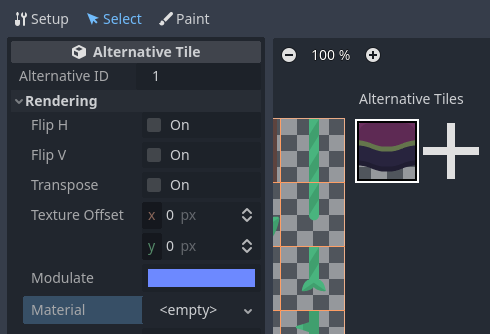 Setup Select Paint
Alternative Tile
Alternative ID 1
Rendering
Flip H On
Flip V On
Transpose On
Texture Offset x 0 px
y 0 px
Modulate
Material <empty>
100 %
Alternative Tiles